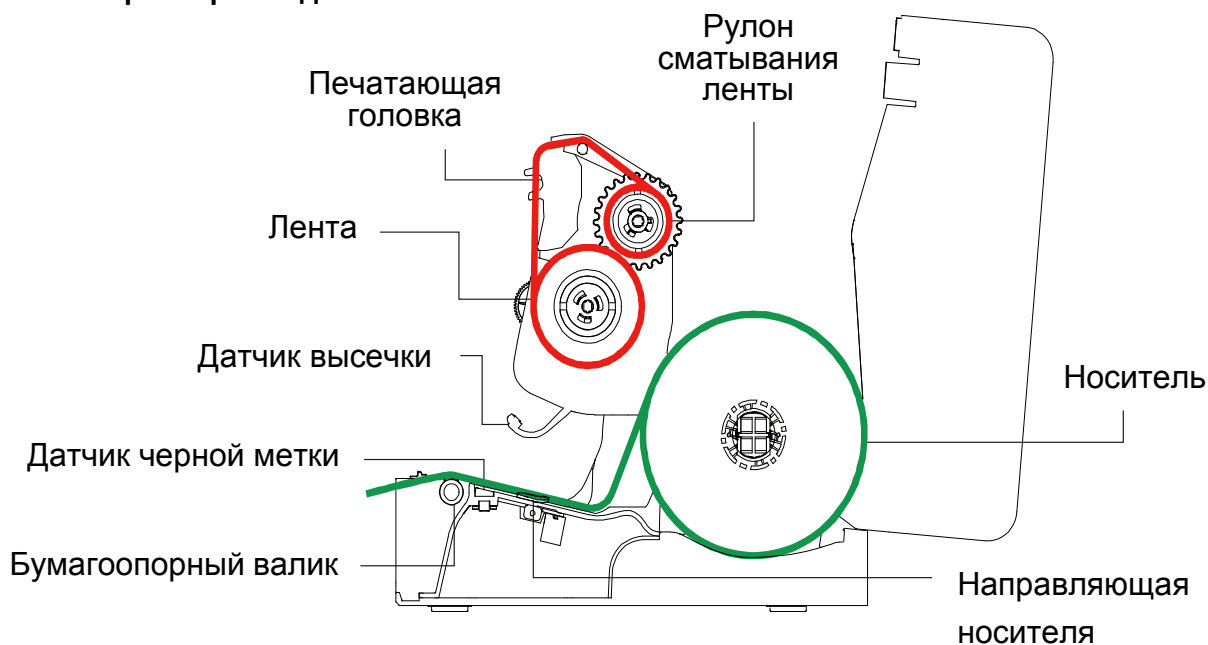 Рулон
сматывания
ленты
Печатающая
головка
Лента
Датчик высечки
Носитель
Датчик черной метки
Бумагоопорный валик
Направляющая
носителя